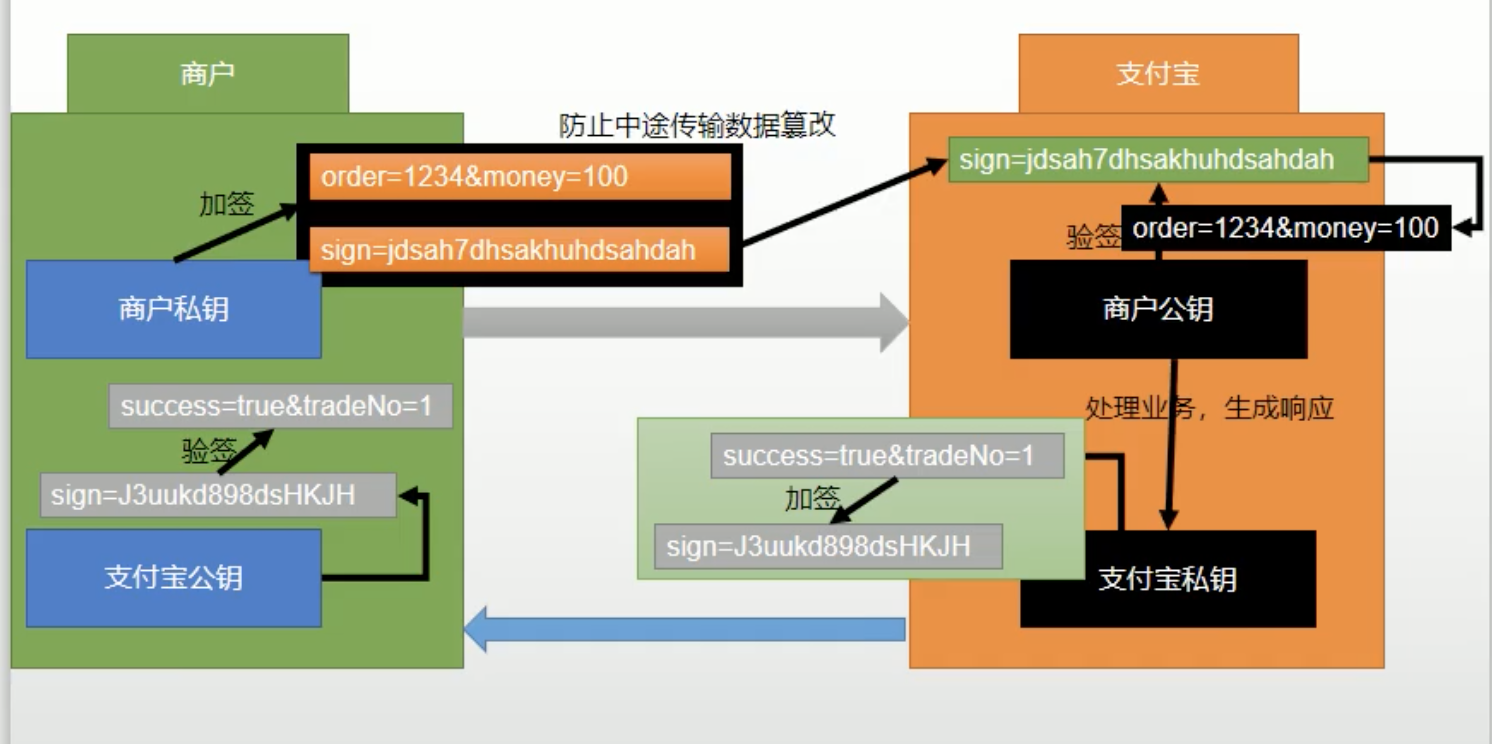 商户
支付宝
防止中途传输数据篡改
加签
order=1234&money=100
sign=jdsah7dhsakhuhdsahdah
商户私钥
sign=jdsah7dhsakhuhdsahdah
验签
order=1234&money=100
商户公钥
处理业务，生成响应
success=true&tradeNo=1
加签
sign=J3uukd898dsHKJH
支付宝私钥
success=true&tradeNo=1
验签
sign=J3uukd898dsHKJH
支付宝公钥